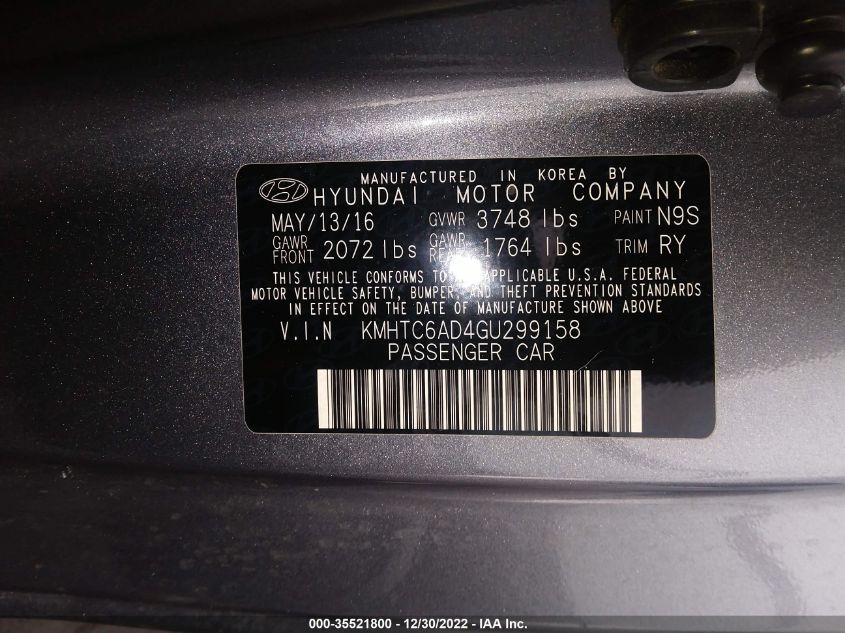 MANUFACTURED IN KOREA BY
HYUNDAI MOTOR COMPANY
MAY/13/16 GVWR 3748 lbs PAINT N9S
GAWR FRONT 2072 lbs GAWR 1764 lbs TRIM RY
THIS VEHICLE CONFORMS TO APPLICABLE U.S.A. FEDERAL
MOTOR VEHICLE SAFETY, BUMPER, AND THEFT PREVENTION STANDARDS
IN EFFECT ON THE DATE OF MANUFACTURE SHOWN ABOVE
V.I.N KMHTC6AD4GU299158
PASSENGER CAR
000-35521800 - 12/30/2022 - IAA Inc.